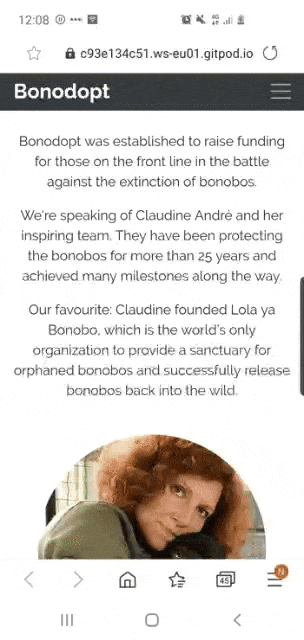 12:08
c93e134c51.ws-eu01.gitpod.io
Bonodopt
Bonodopt was established to raise funding
for those on the front line in the battle
against the extinction of bonobos.
We're speaking of Claudine André and her
inspiring team. They have been protecting
the bonobos for more than 25 years and
achieved many milestones along the way.
Our favourite: Claudine founded Lola ya
Bonobo, which is the world's only
organization to provide a sanctuary for
orphaned bonobos and successfully release
bonobos back into the wild.
45
N